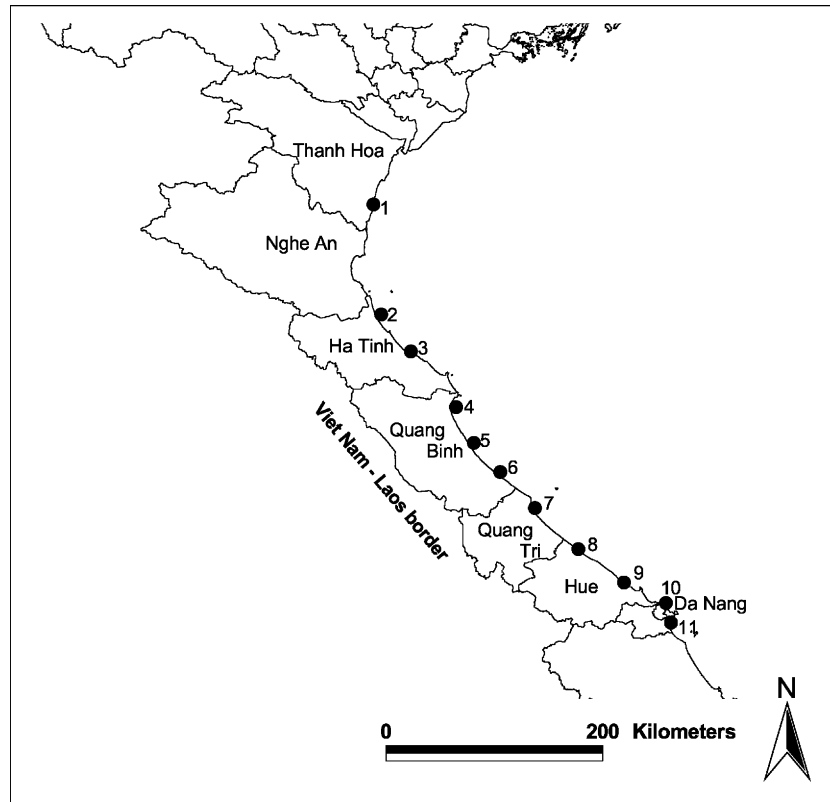 Thanh Hoa
1
Nghe An
2
Ha Tinh
3
4
Quang
Binh
5
6
Viet Nam - Laos border
7
Quang
Tri
8
Hue
9
10
Da Nang
11
N
0
200 Kilometers